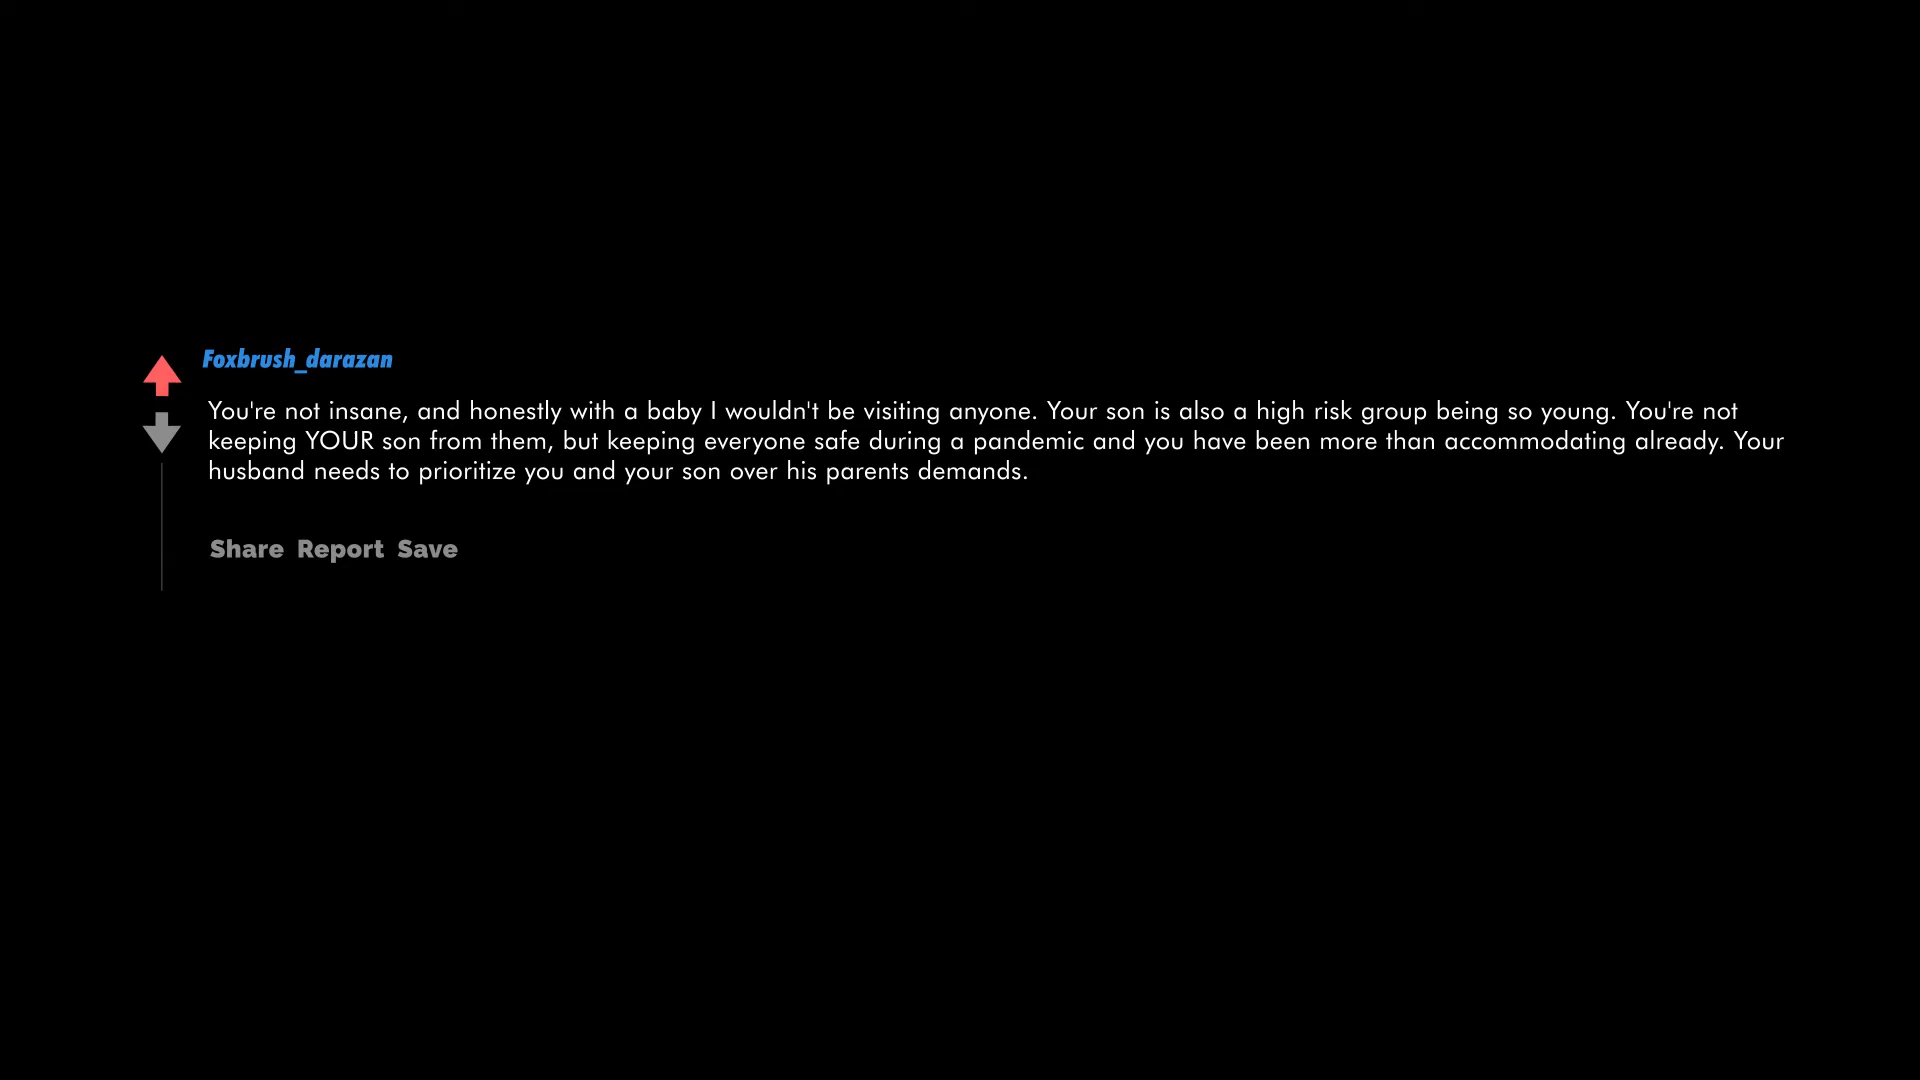 Foxbrush_darazan
You're not insane, and honestly with a baby I wouldn't be visiting anyone. Your son is also a high risk group being so young. You're not
keeping YOUR son from them, but keeping everyone safe during a pandemic and you have been more than accommodating already. Your
husband needs to prioritize you and your son over his parents demands.
Share Report Save